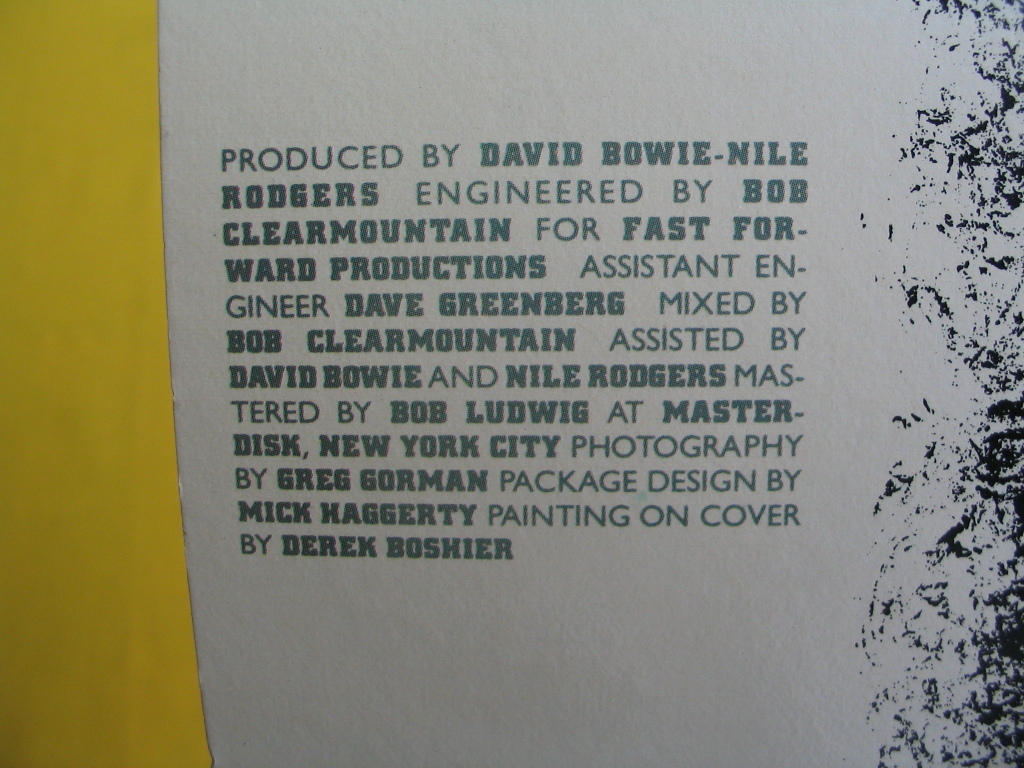 PRODUCED BY DAVID BOWIE-NILE
RODGERS ENGINEERED BY BOB
CLEARMOUNTAIN FOR FAST FOR-
WARD PRODUCTIONS ASSISTANT EN-
GINEER DAVE GREENBERG MIXED BY
BOB CLEARMOUNTAIN ASSISTED BY
DAVID BOWIE AND NILE RODGERS MAS-
TERED BY BOB LUDWIG AT MASTER-
DISK, NEW YORK CITY PHOTOGRAPHY
BY GREG GORMAN PACKAGE DESIGN BY
MICK HAGGERTY PAINTING ON COVER
BY DEREK BOSHIER